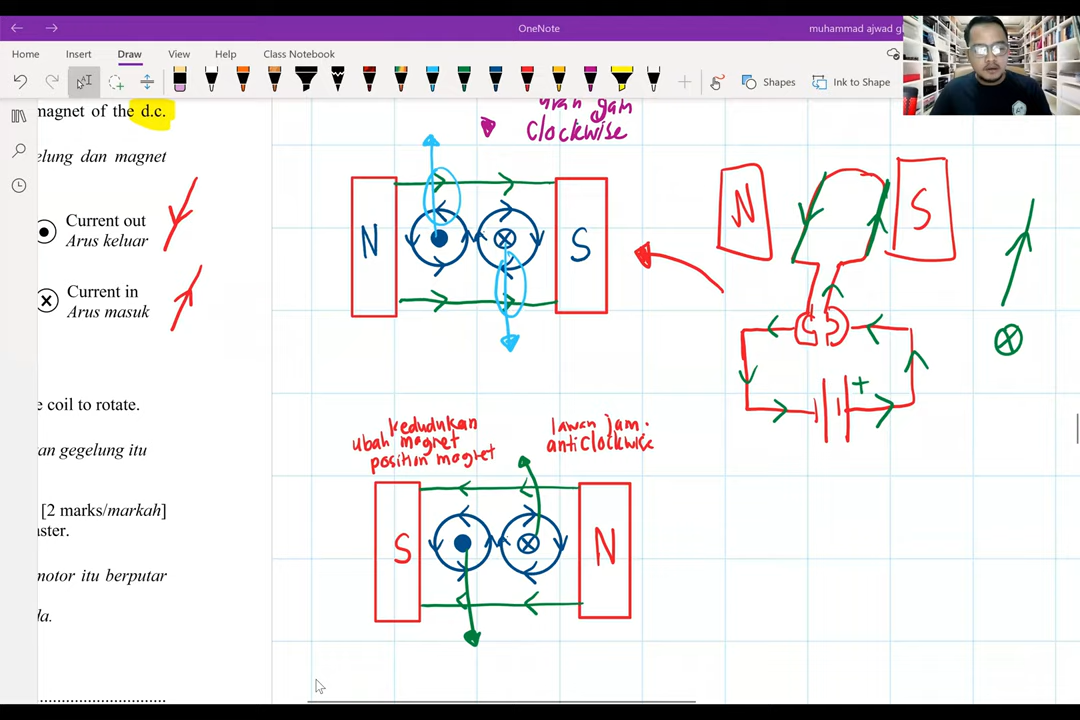 OneNote
muhammad ajwad g
Home Insert Draw View Help Class Notebook
Shapes Ink to Shape
magnet of the d.c.
elung dan magnet
Current out
Arus keluar
Current in
Arus masuk
e coil to rotate.
an gegelung itu
[2 marks/markah]
aster.
motor itu berputar
da.
jam
Clockwise
N S
N S
+
kedudukan
ubah magnet
position magnet
lawan jam.
anticlockwise
S N